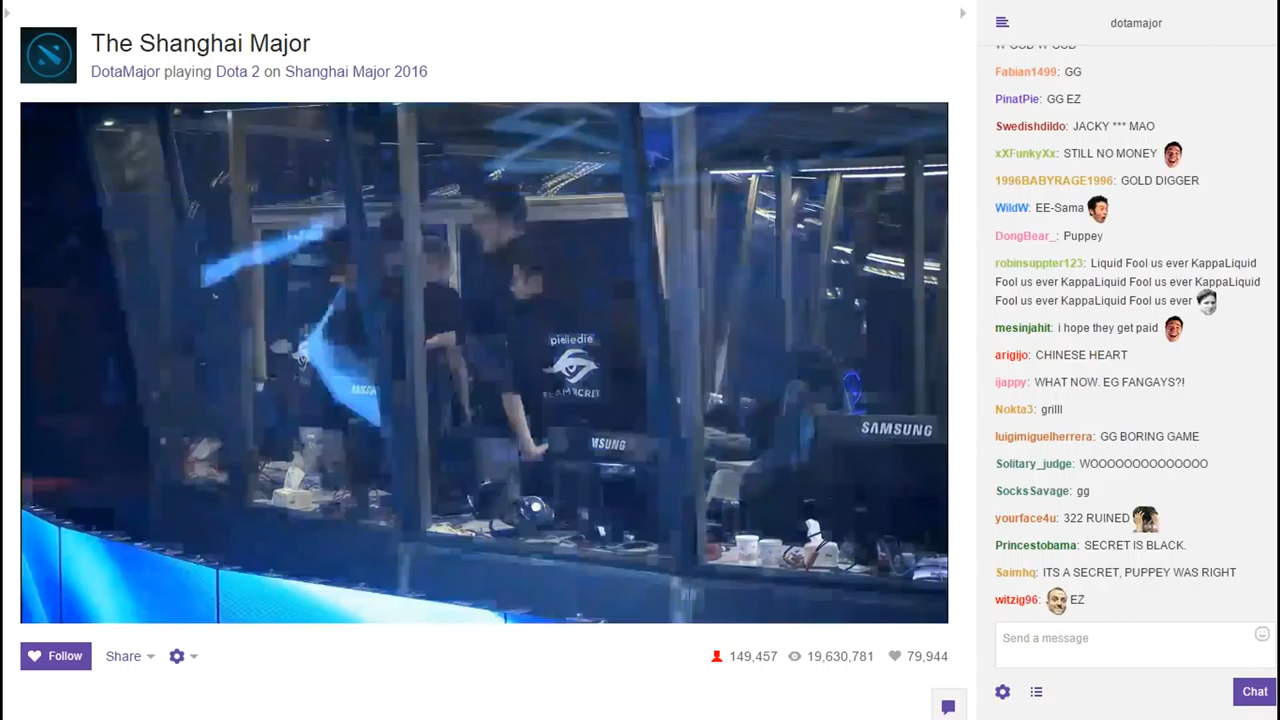 The Shanghai Major
DotaMajor playing Dota 2 on Shanghai Major 2016
pieliedie
TEAM SECRET
SAMSUNG
SAMSUNG
Follow
Share
149,457
19,630,781
79,944
dotamajor
Fabian1499: GG
PinatPie: GG EZ
Swedishdildo: JACKY *** MAO
xXFunkyXx: STILL NO MONEY
1996BABYRAGE1996: GOLD DIGGER
WildW: EE-Sama
DongBear_: Puppey
robinsuppter123: Liquid Fool us ever KappaLiquid
Fool us ever KappaLiquid Fool us ever KappaLiquid
Fool us ever KappaLiquid Fool us ever
mesinjahit: i hope they get paid
arigijo: CHINESE HEART
ijappy: WHAT NOW. EG FANGAYS?!
Nokta3: grilll
luigimiguelherrera: GG BORING GAME
Solitary_judge: WOOOOOOOOOOOOOO
SocksSavage: gg
yourface4u: 322 RUINED
Princestobama: SECRET IS BLACK.
Saimhq: ITS A SECRET, PUPPEY WAS RIGHT
witzig96: EZ
Send a message
Chat